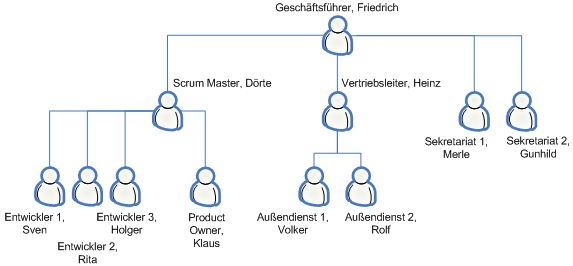 Geschäftsführer, Friedrich
Scrum Master, Dörte
Vertriebsleiter, Heinz
Sekretariat 1,
Merle
Sekretariat 2,
Gunhild
Entwickler 1,
Sven
Entwickler 2,
Rita
Entwickler 3,
Holger
Product
Owner,
Klaus
Außendienst 1,
Volker
Außendienst 2,
Rolf